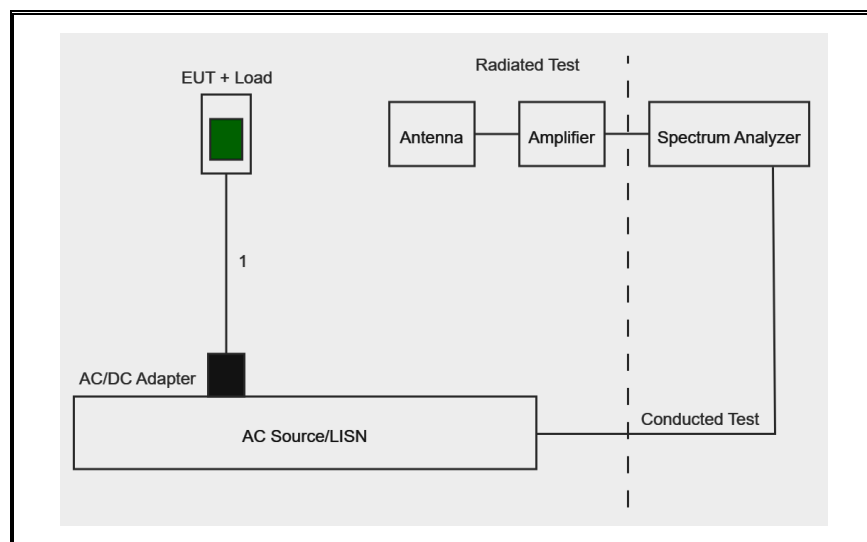 Radiated Test
EUT + Load
Antenna
Amplifier
Spectrum Analyzer
1
AC/DC Adapter
Conducted Test
AC Source/LISN